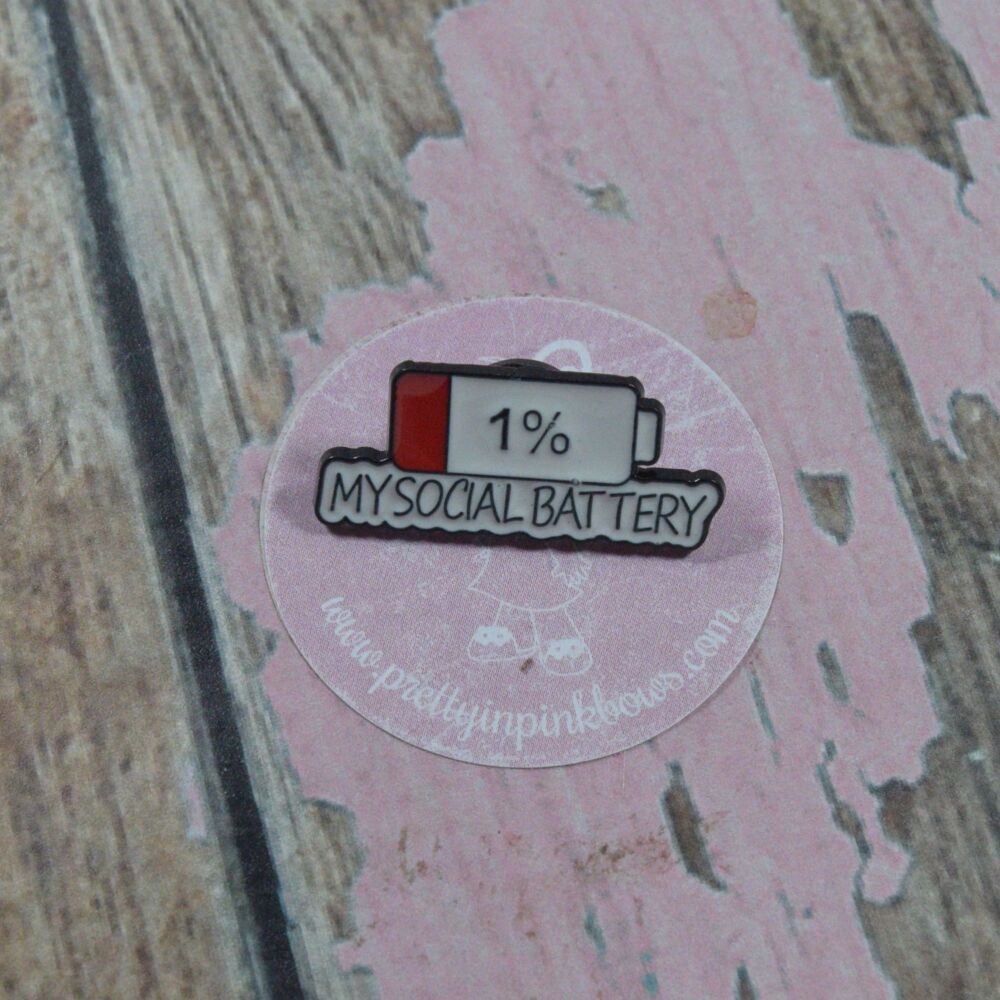 1%
MY SOCIAL BATTERY
www.prettyinpinkbows.com